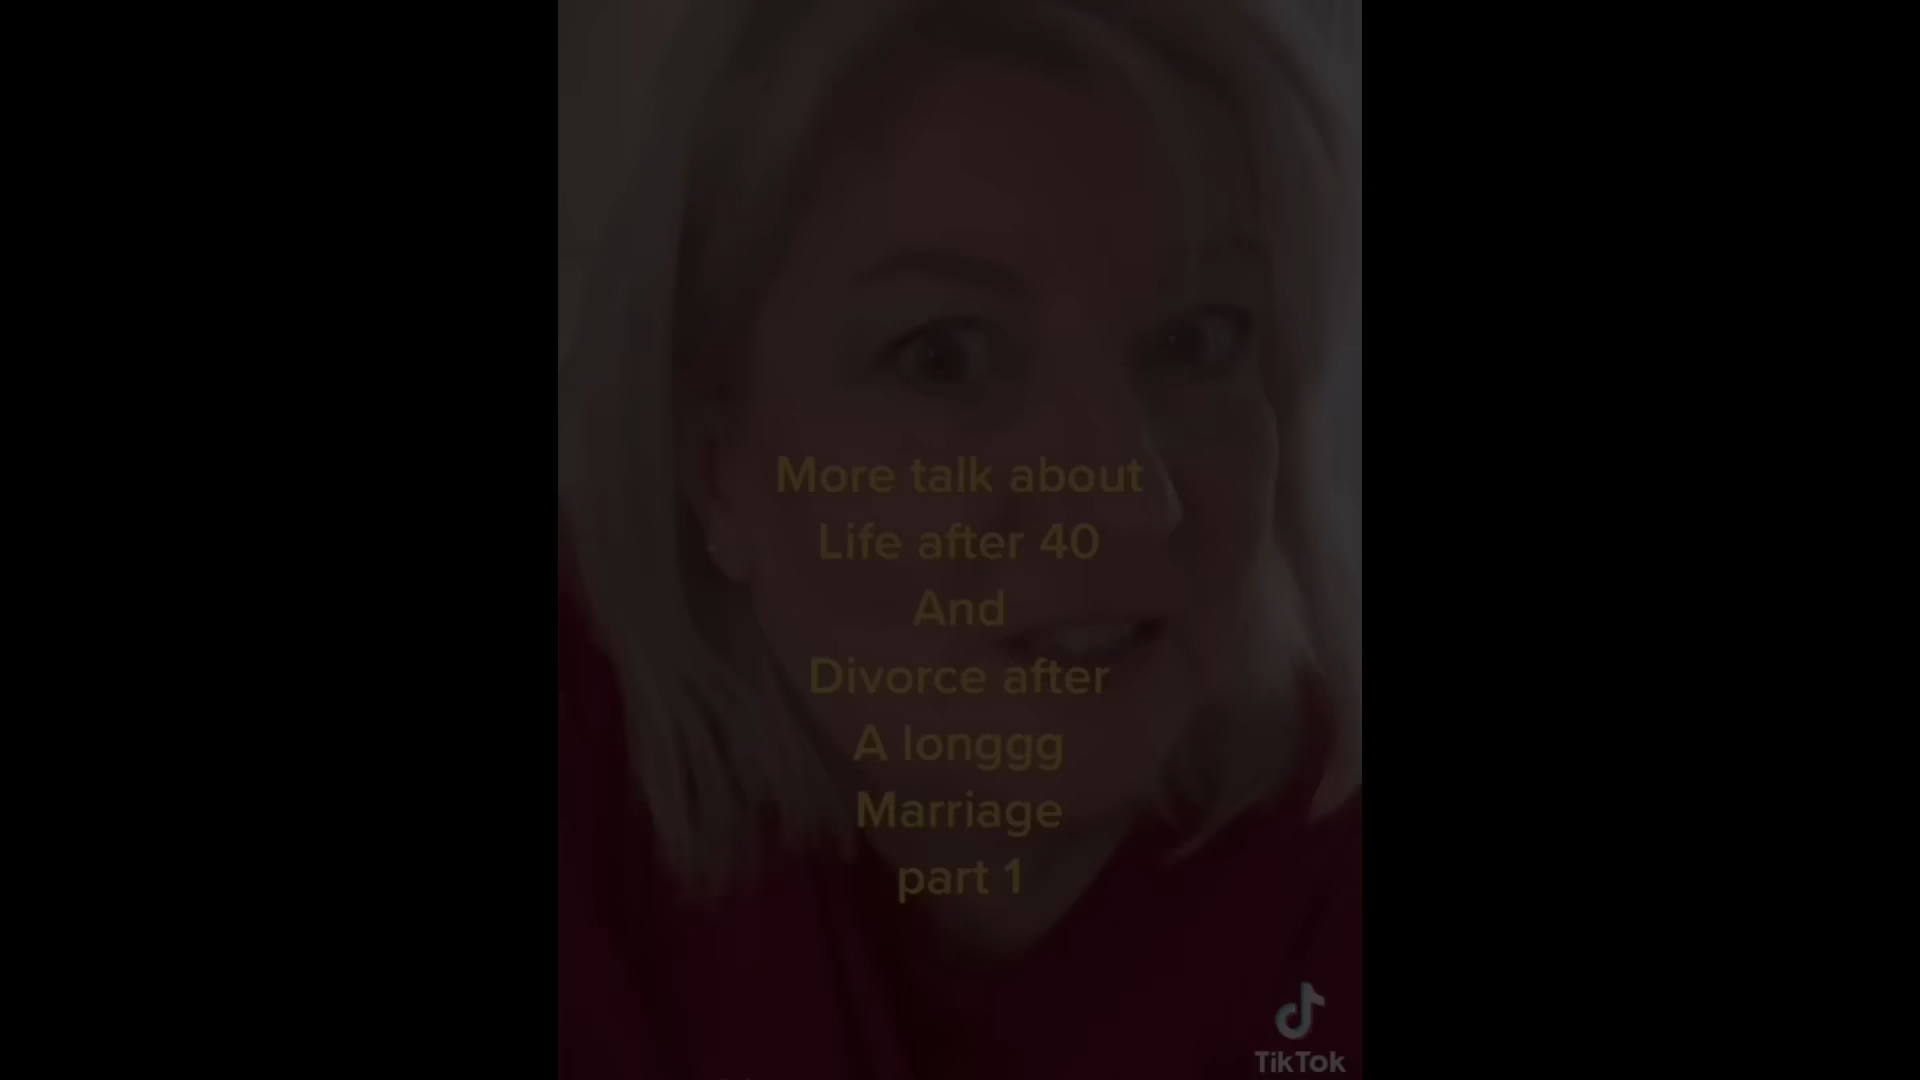 More talk about
Life after 40
And
Divorce after
A longgg
Marriage
part 1
TikTok